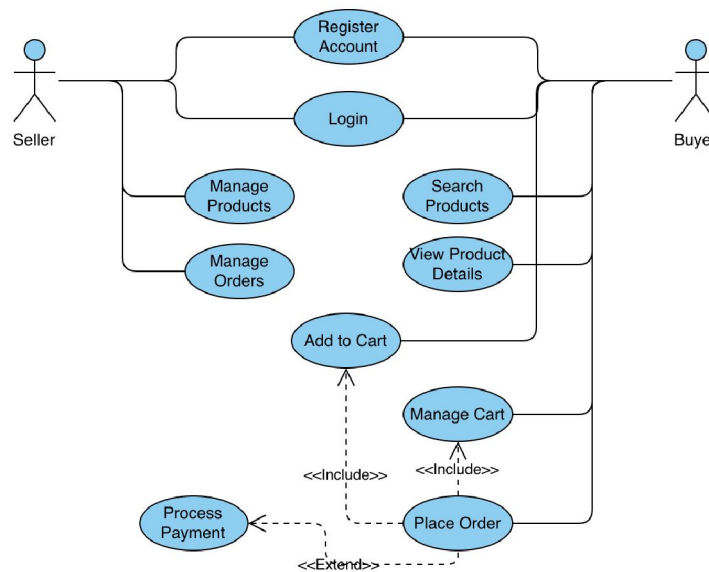 Register
Account
Seller
Buye
Login
Manage
Products
Search
Products
Manage
Orders
View Product
Details
Add to Cart
Manage Cart
<<Include>>
<<Include>>
Process
Payment
Place Order
<<Extend>>